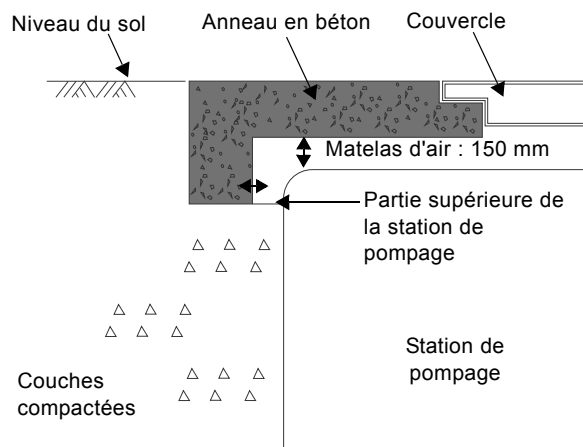 Niveau du sol
Anneau en béton
Couvercle
Matelas d'air : 150 mm
Partie supérieure de
la station de
pompage
Station de
pompage
Couches
compactées